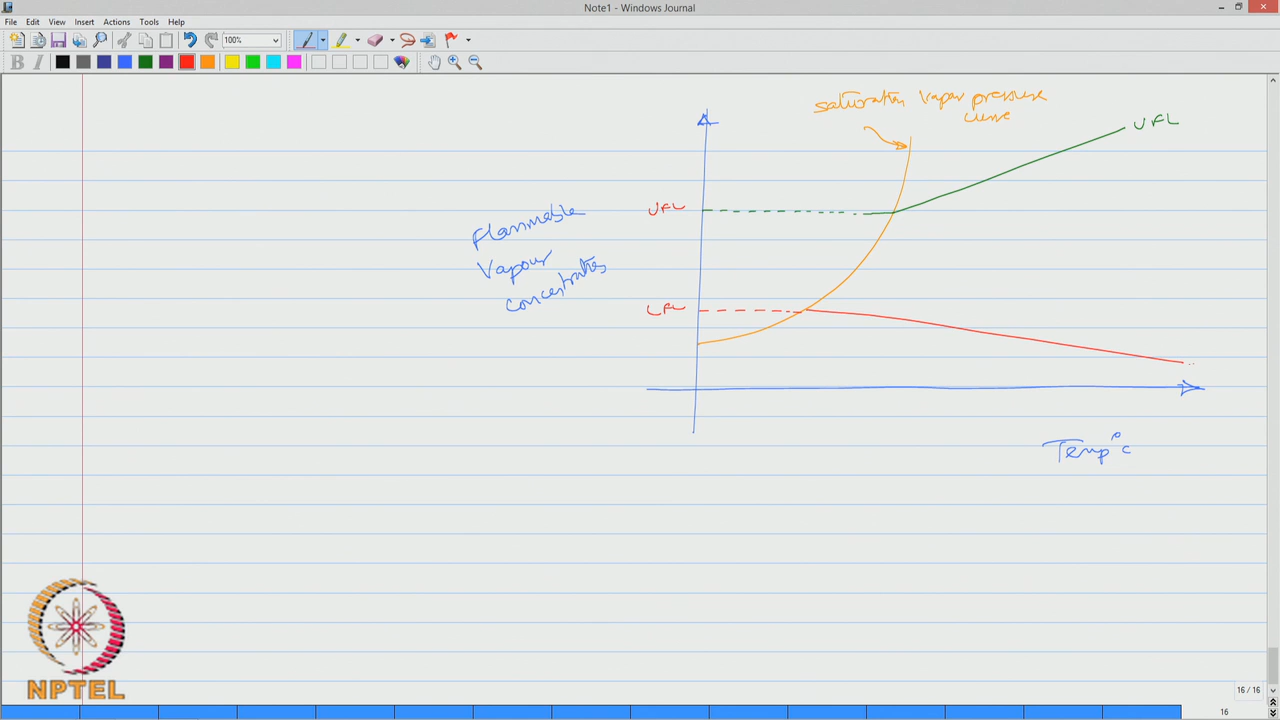 Note1 - Windows Journal
File Edit View Insert Actions Tools Help
100%
B I
saturation vapor pressure
curve
UFL
UFL
Flammable
Vapour
concentration
LFL
Temp °c
NPTEL
16 / 16
16